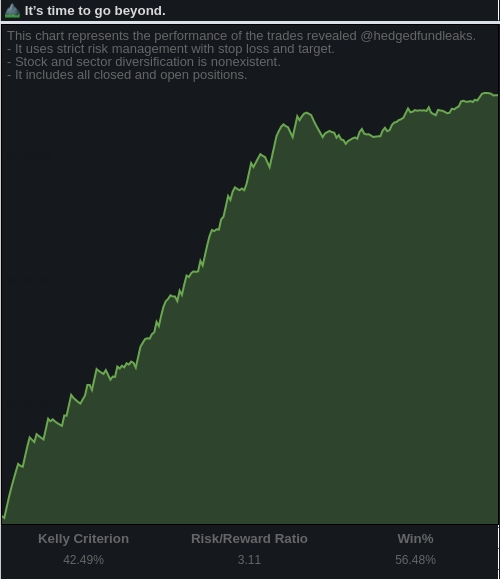 It's time to go beyond.
This chart represents the performance of the trades revealed @hedgedfundleaks.
- It uses strict risk management with stop loss and target.
- Stock and sector diversification is nonexistent.
- It includes all closed and open positions.
Kelly Criterion Risk/Reward Ratio Win%
42.49% 3.11 56.48%